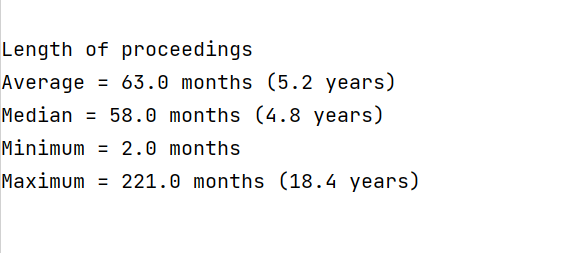 Length of proceedings
Average = 63.0 months (5.2 years)
Median = 58.0 months (4.8 years)
Minimum = 2.0 months
Maximum = 221.0 months (18.4 years)